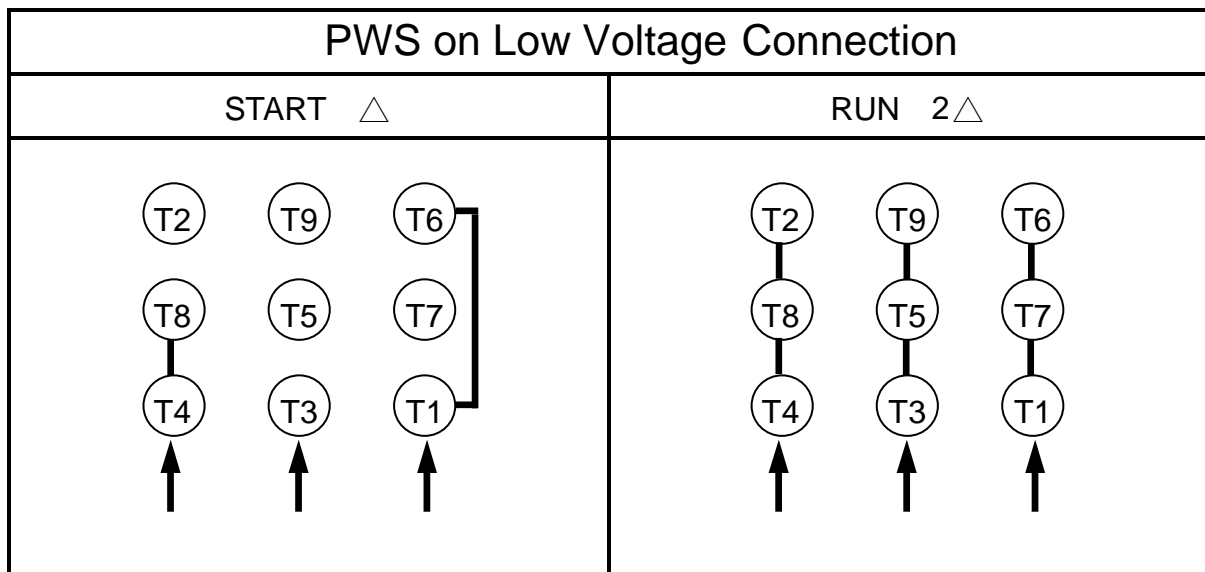 PWS on Low Voltage Connection
START △ RUN 2△
T2 T9 T6 T2 T9 T6
T8 T5 T7 T8 T5 T7
T4 T3 T1 T4 T3 T1